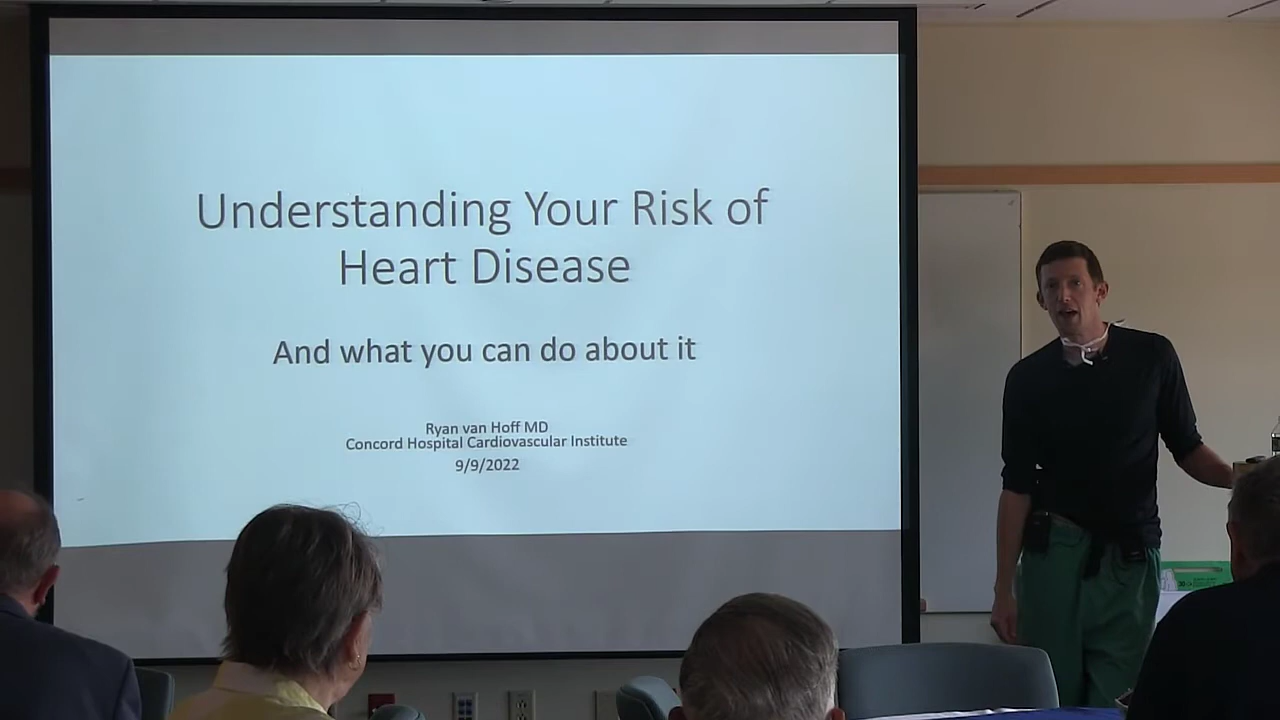 Understanding Your Risk of
Heart Disease
And what you can do about it
Ryan van Hoff MD
Concord Hospital Cardiovascular Institute
9/9/2022